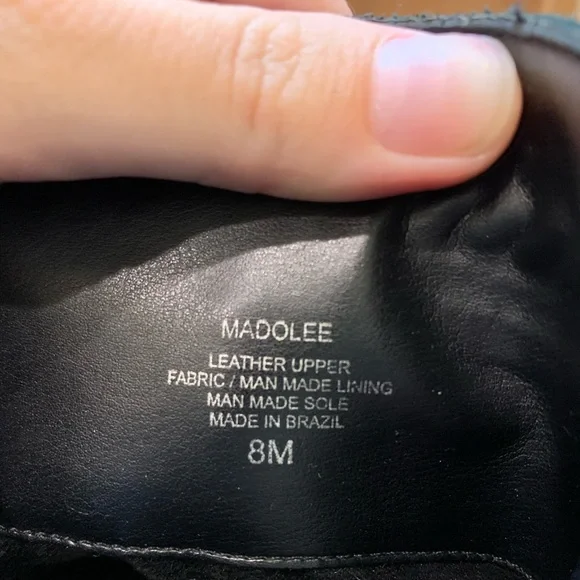 MADOLEE
LEATHER UPPER
FABRIC / MAN MADE LINING
MAN MADE SOLE
MADE IN BRAZIL
8M